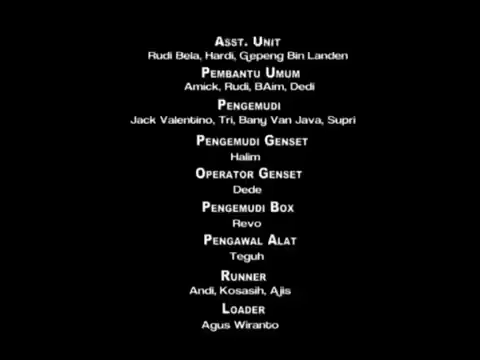 Asst. Unit
Rudi Bela, Hardi, Gepeng Bin Landen
Pembantu Umum
Amick, Rudi, BAim, Dedi
Pengemudi
Jack Valentino, Tri, Bany Van Java, Supri
Pengemudi Genset
Halim
Operator Genset
Dede
Pengemudi Box
Revo
Pengawal Alat
Teguh
Runner
Andi, Kosasih, Ajis
Loader
Agus Wiranto